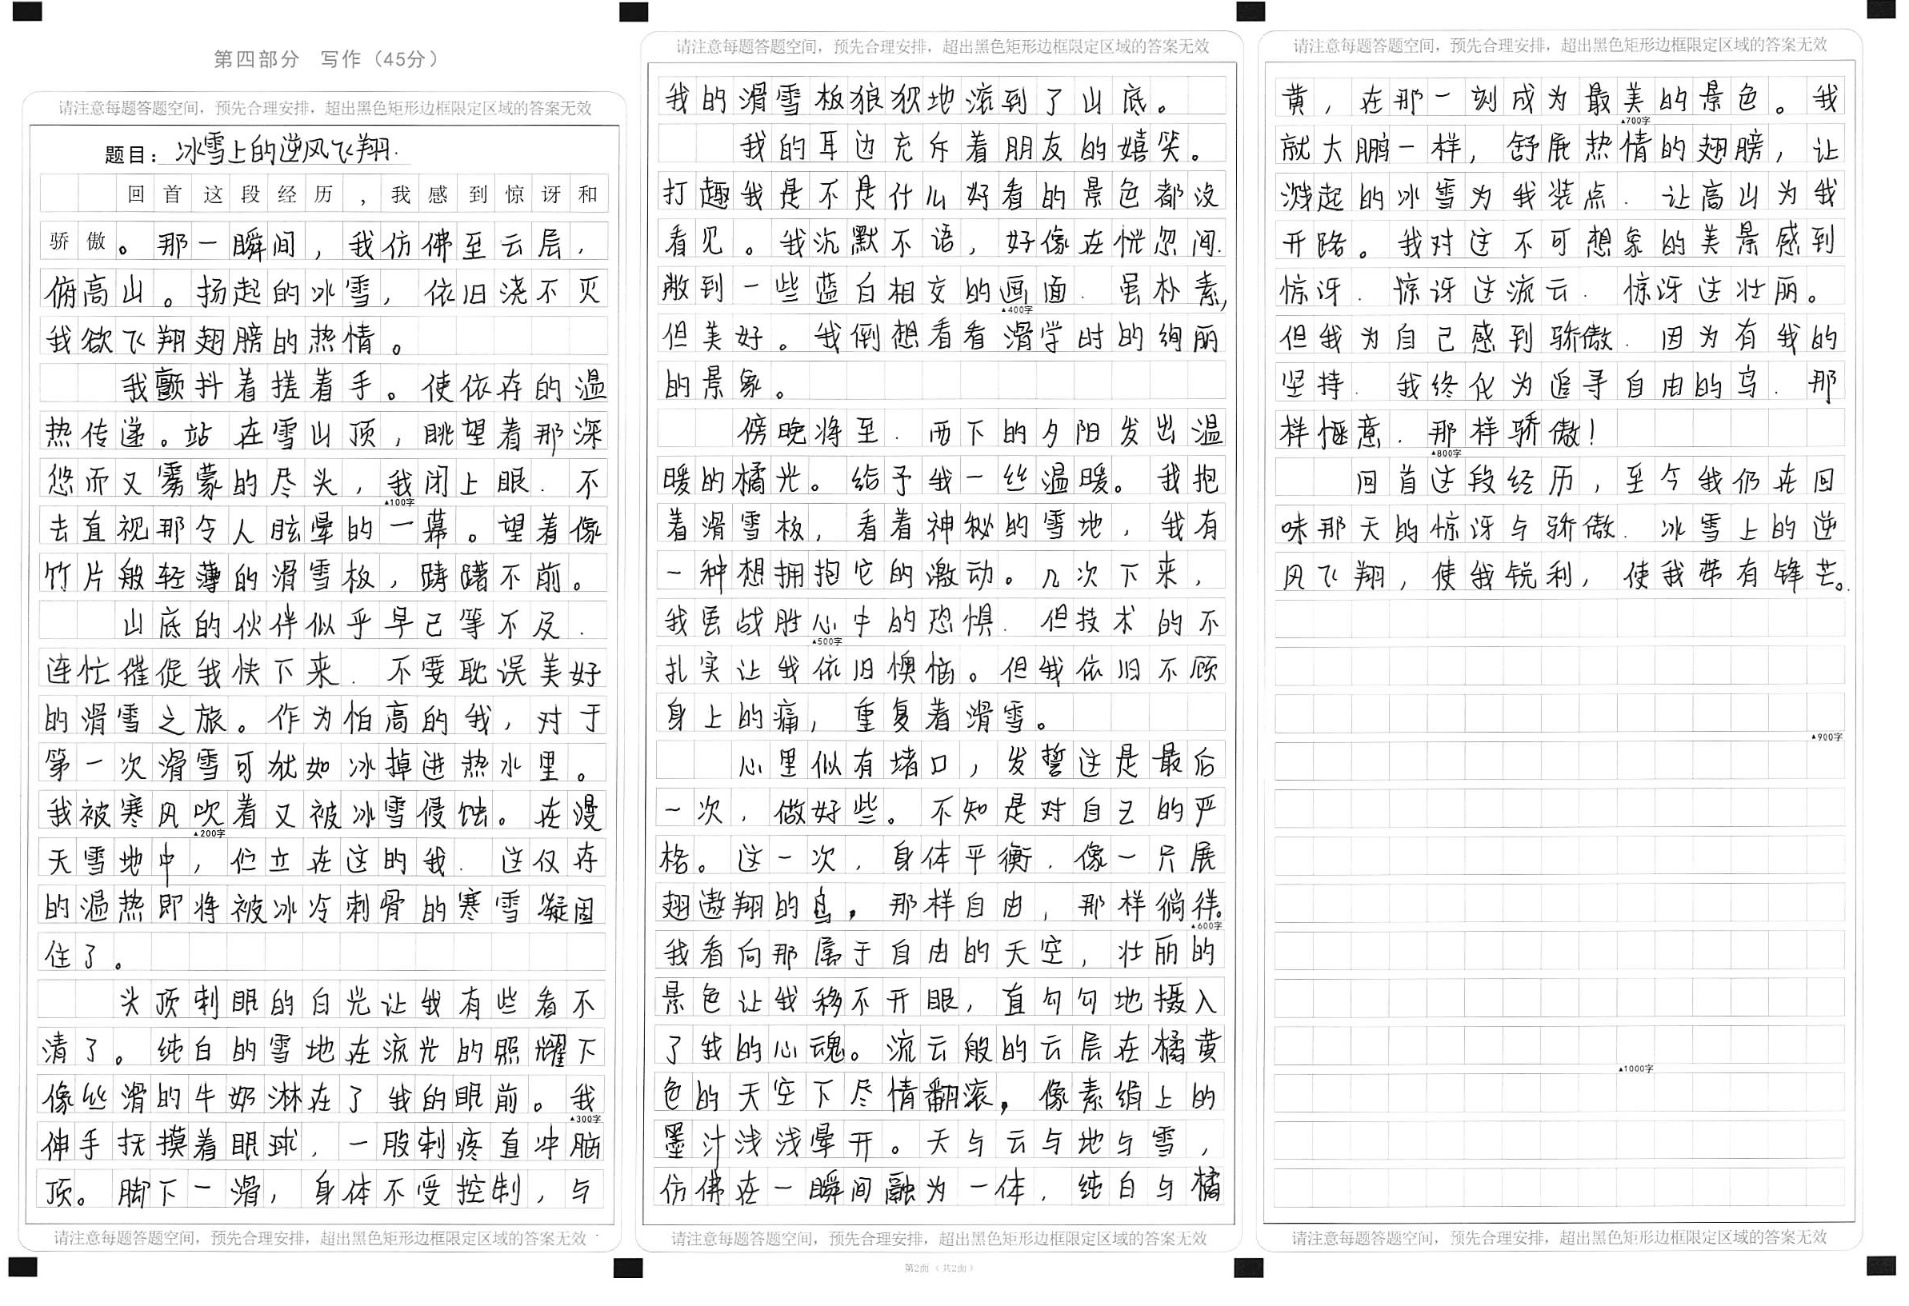 第四部分 写作（45分）
请注意每题答题空间，预先合理安排，超出黑色矩形边框限定区域的答案无效
题目：冰雪上的逆风飞翔.
回首这段经历，我感到惊讶和
骄傲。那一瞬间，我仿佛至云层，
俯高山。扬起的冰雪，依旧浇不灭
我欲飞翔翅膀的热情。
我颤抖着搓着手。使依存的温
热传递。站在雪山顶，眺望着那深
悠而又雾蒙的尽头，我闭上眼．不
▲100字
去直视那令人眩晕的一幕。望着像
竹片般轻薄的滑雪板，踌躇不前。
山底的伙伴似乎早已等不及．
连忙催促我快下来．不要耽误美好
的滑雪之旅。作为怕高的我，对于
第一次滑雪可犹如冰掉进热水里。
我被寒风吹着又被冰雪侵蚀。在漫
▲200字
天雪地中，伫立在这的我．这仅存
的温热即将被冰冷刺骨的寒雪凝固
住了。
头顶刺眼的白光让我有些看不
清了。纯白的雪地在流光的照耀下
像丝滑的牛奶淋在了我的眼前。我
▲300字
伸手抚摸着眼球，一股刺疼直冲脑
顶。脚下一滑，身体不受控制，与
请注意每题答题空间，预先合理安排，超出黑色矩形边框限定区域的答案无效
请注意每题答题空间，预先合理安排，超出黑色矩形边框限定区域的答案无效
我的滑雪板狼狈地滚到了山底。
我的耳边充斥着朋友的嬉笑。
打趣我是不是什么好看的景色都没
看见。我沉默不语，好像在恍忽间.
敞到一些蓝白相交的画面．虽朴素，
▲400字
但美好。我倒想看看滑学时的绚丽
的景象。
傍晚将至．西下的夕阳发出温
暖的橘光。给予我一丝温暖。我抱
着滑雪板，看着神秘的雪地，我有
一种想拥抱它的激动。几次下来，
我虽战胜心中的恐惧．但技术的不
▲500字
扎实让我依旧懊恼。但我依旧不顾
身上的痛，重复着滑雪。
心里似有堵口，发誓这是最后
一次，做好些。不知是对自己的严
格。这一次，身体平衡．像一只展
翅遨翔的鸟，那样自由，那样徜徉。
▲600字
我看向那属于自由的天空，壮丽的
景色让我移不开眼，直勾勾地摄入
了我的心魂。流云般的云层在橘黄
色的天空下尽情翻滚，像素绢上的
墨汁浅浅晕开。天与云与地与雪，
仿佛在一瞬间融为一体．纯白与橘
请注意每题答题空间，预先合理安排，超出黑色矩形边框限定区域的答案无效
第2面（共2面）
请注意每题答题空间，预先合理安排，超出黑色矩形边框限定区域的答案无效
黄，在那一刻成为最美的景色。我
▲700字
就大鹏一样，舒展热情的翅膀，让
溅起的冰雪为我装点．让高山为我
开路。我对这不可想象的美景感到
惊讶．惊讶这流云．惊讶这壮丽。
但我为自己感到骄傲．因为有我的
坚持．我终化为追寻自由的鸟．那
样惬意．那样骄傲！
▲800字
回首这段经历，至今我仍在回
味那天的惊讶与骄傲．冰雪上的逆
风飞翔，使我锐利，使我带有锋芒。
▲900字
▲1000字
请注意每题答题空间，预先合理安排，超出黑色矩形边框限定区域的答案无效